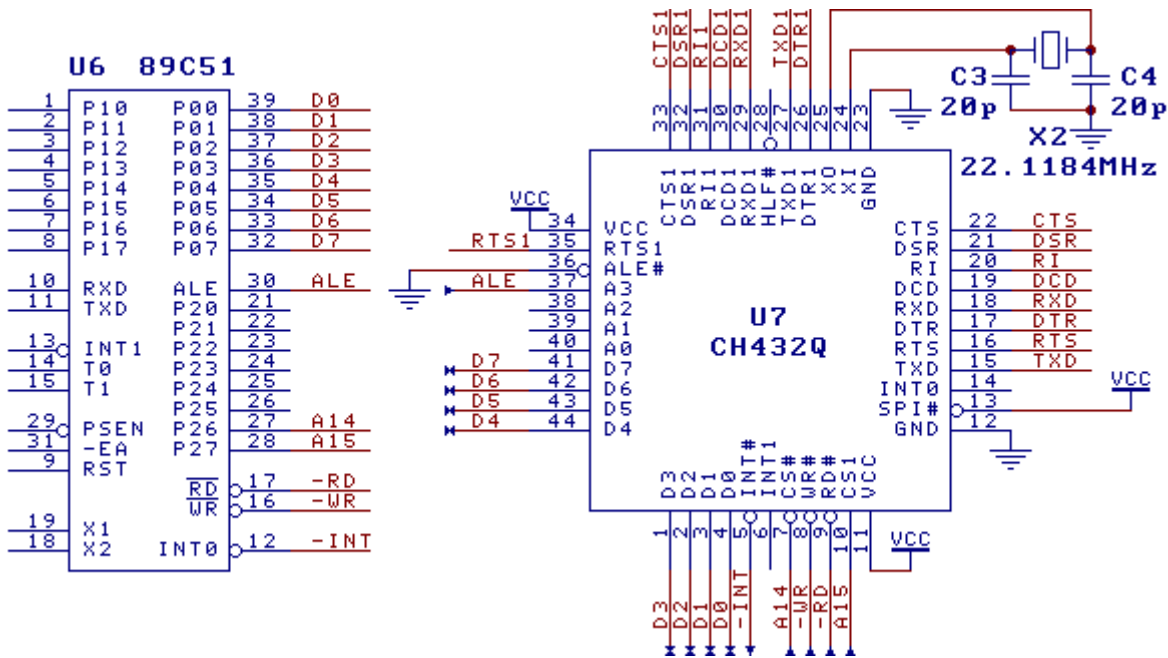 U6 89C51
1 P10 P00 39 D0
2 P11 P01 38 D1
3 P12 P02 37 D2
4 P13 P03 36 D3
5 P14 P04 35 D4
6 P15 P05 34 D5
7 P16 P06 33 D6
8 P17 P07 32 D7
10 RXD ALE 30 ALE
11 TXD P20 21
P21 22
13 INT1 P22 23
14 T0 P23 24
15 T1 P24 25
P25 26
29 PSEN P26 27 A14
31 -EA P27 28 A15
9 RST
RD 17 -RD
WR 16 -WR
19 X1
18 X2 INT0 12 -INT
CTS1 DSR1 RI1 DCD1 RXD1 TXD1 DTR1
33 32 31 30 29 28 27 26 25 24 23
CTS1 DSR1 RI1 DCD1 RXD1 HLF# TXD1 DTR1 XO XI GND
C3 C4
20p 20p
X2
22.1184MHz
VCC
34 VCC
RTS1 35 RTS1
36 ALE#
ALE 37 A3
38 A2
39 A1
40 A0
D7 41 D7
D6 42 D6
D5 43 D5
D4 44 D4
U7
CH432Q
CTS 22 CTS
DSR 21 DSR
RI 20 RI
DCD 19 DCD
RXD 18 RXD
DTR 17 DTR
RTS 16 RTS
TXD 15 TXD
INT0 14
SPI# 13
VCC
GND 12
D3 D2 D1 D0 INT# INT1 CS# WR# RD# CS1 VCC
1 2 3 4 5 6 7 8 9 10 11
VCC
D3 D2 D1 D0 -INT A14 -WR -RD A15